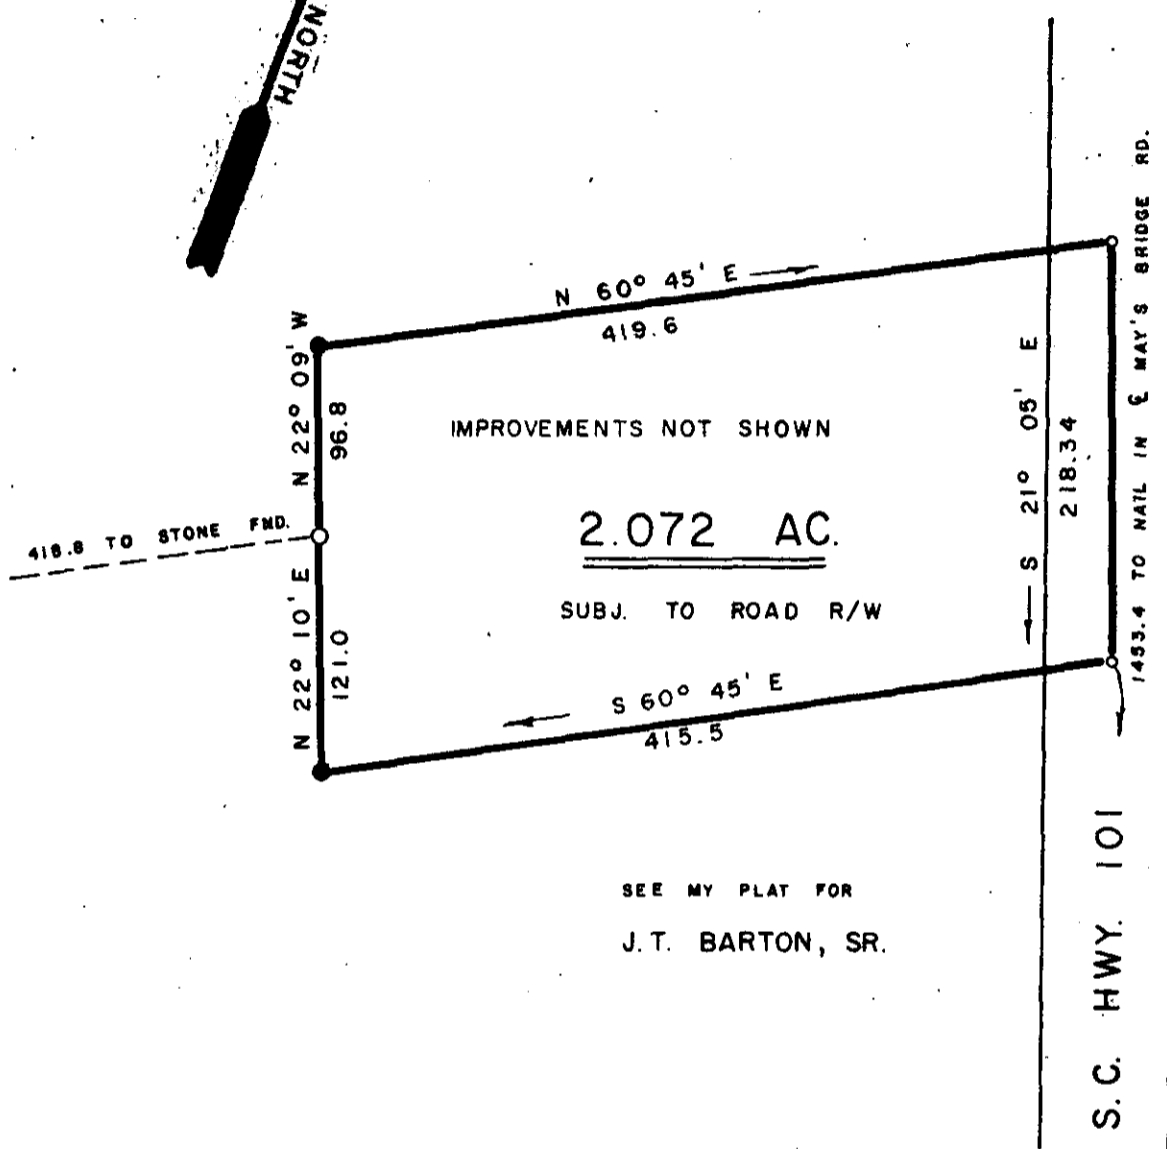 NORTH
N 60° 45' E
419.6
N 22° 09' W
96.8
IMPROVEMENTS NOT SHOWN
S 21° 05' E
218.34
1453.4 TO NAIL IN ℄ MAY'S BRIDGE RD.
418.8 TO STONE FND.
2.072 AC.
SUBJ. TO ROAD R/W
N 22° 10' E
121.0
S 60° 45' E
415.5
SEE MY PLAT FOR
J.T. BARTON, SR.
S.C. HWY. 101